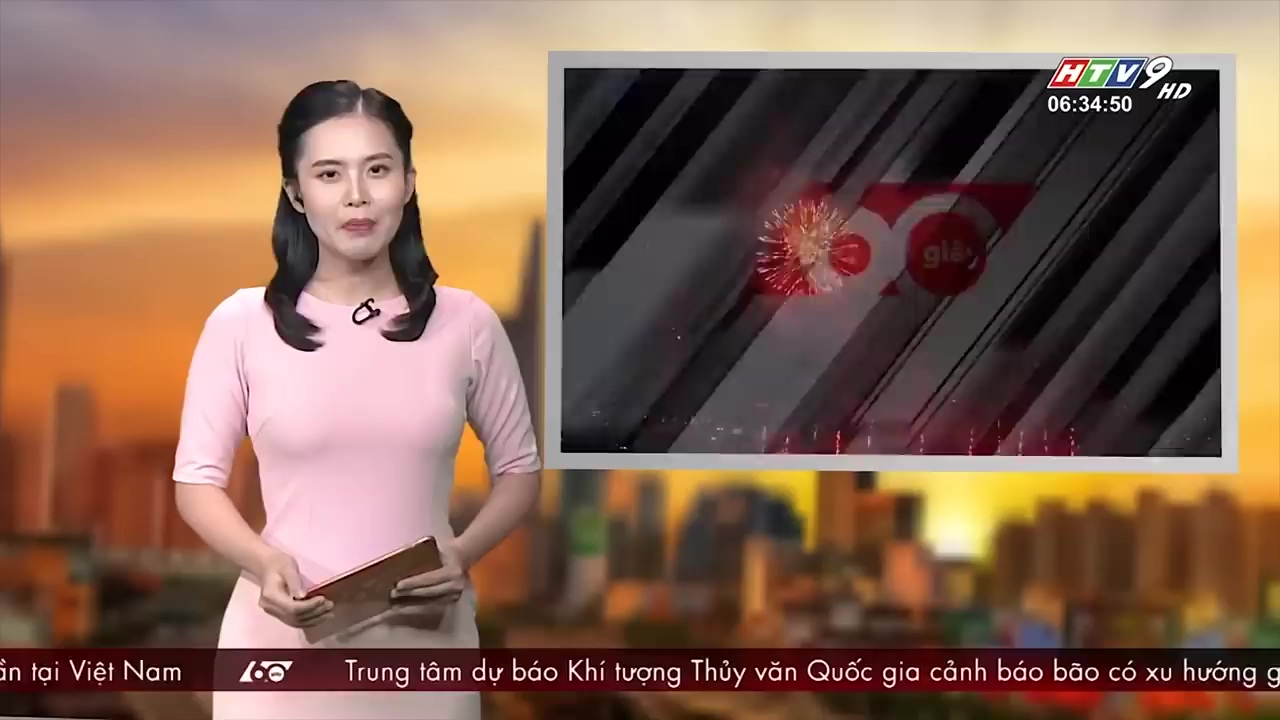 HTV9
HD
06:34:50
60
giây
ần tại Việt Nam
60
Trung tâm dự báo Khí tượng Thủy văn Quốc gia cảnh báo bão có xu hướng g